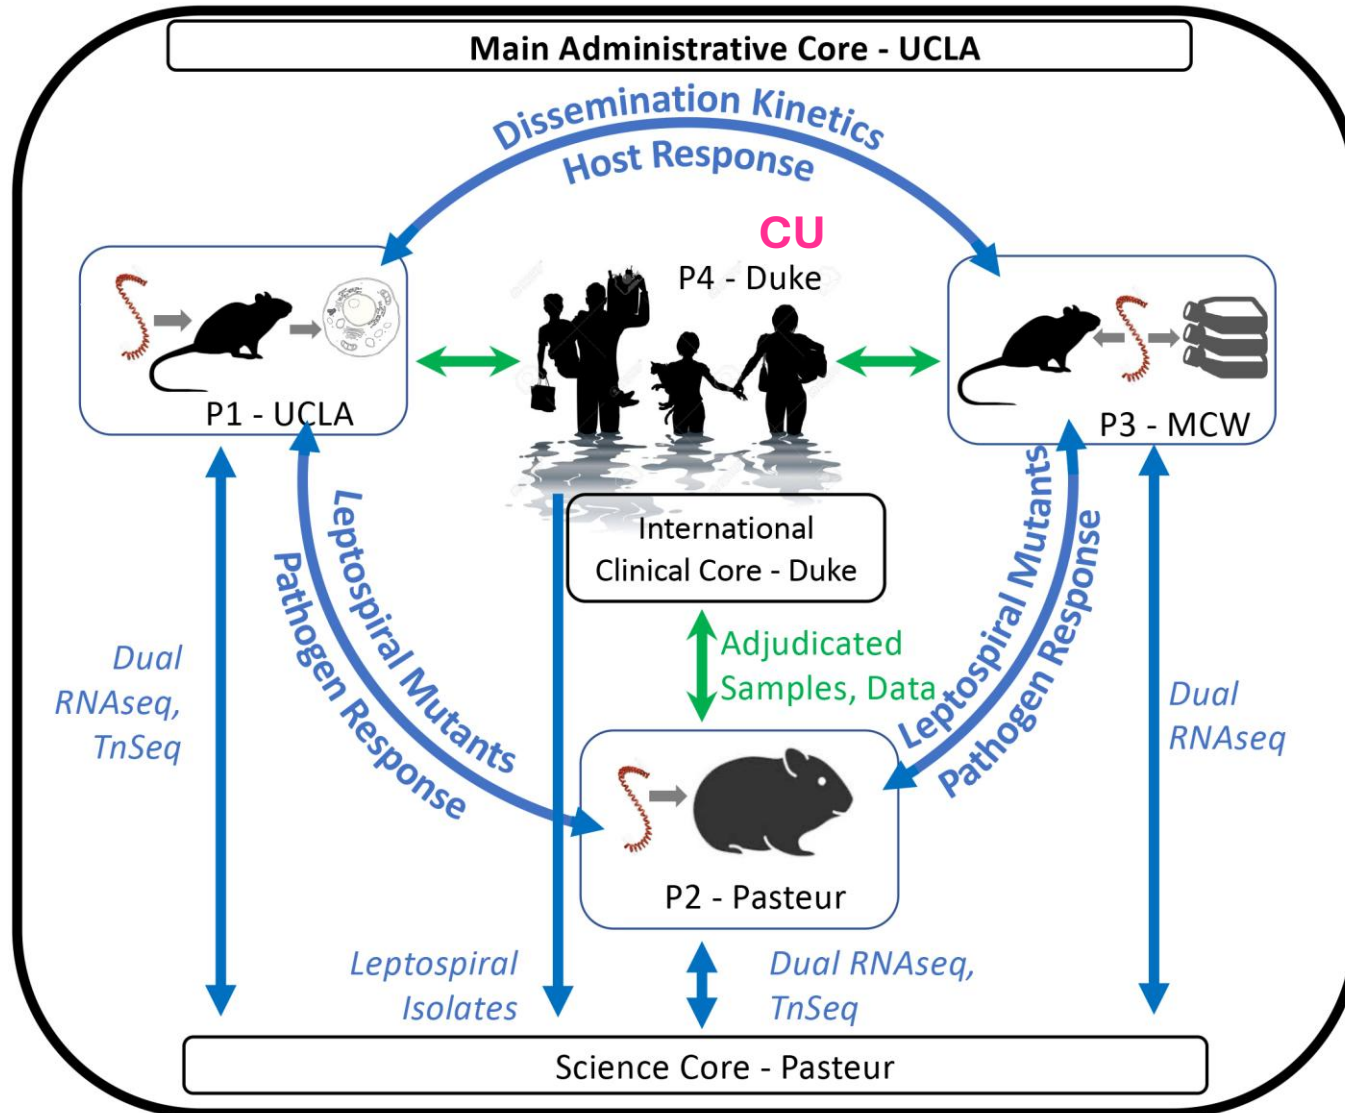 Main Administrative Core - UCLA
Dissemination Kinetics
Host Response
CU
P4 - Duke
P1 - UCLA
P3 - MCW
International
Clinical Core - Duke
Leptospiral Mutants
Pathogen Response
Leptospiral Mutants
Pathogen Response
Adjudicated
Samples, Data
Dual
RNAseq,
TnSeq
Dual
RNAseq
P2 - Pasteur
Leptospiral
Isolates
Dual RNAseq,
TnSeq
Science Core - Pasteur